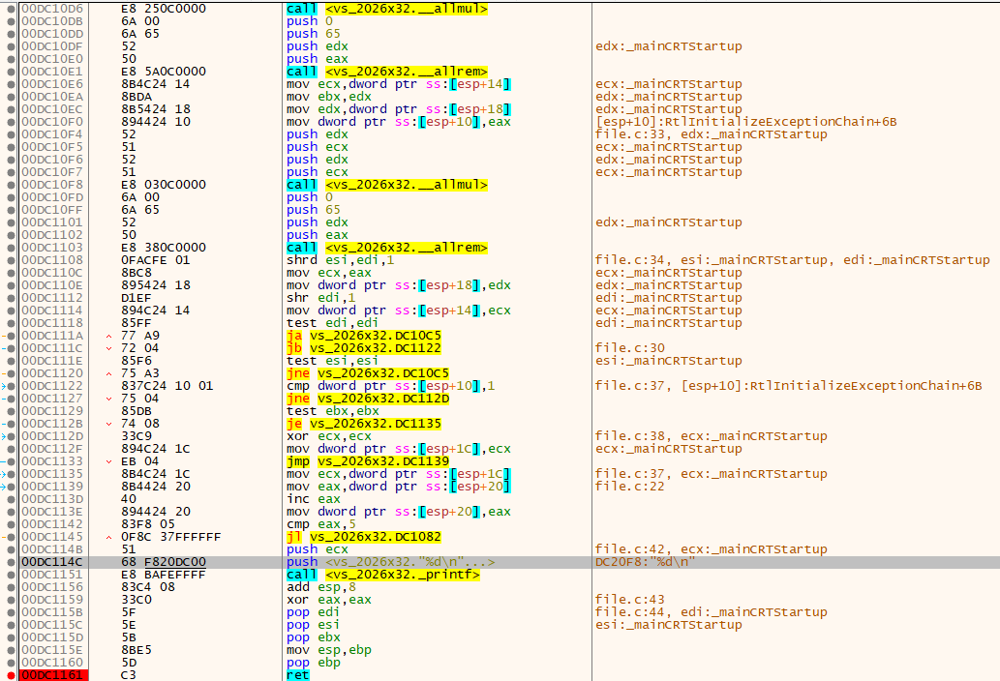 00DC10D6 E8 250C0000 call <vs_2026x32.__allmul>
00DC10DB 6A 00 push 0
00DC10DD 6A 65 push 65
00DC10DF 52 push edx edx:_mainCRTStartup
00DC10E0 50 push eax
00DC10E1 E8 5A0C0000 call <vs_2026x32.__allrem>
00DC10E6 8B4C24 14 mov ecx,dword ptr ss:[esp+14] ecx:_mainCRTStartup
00DC10EA 8BDA mov ebx,edx edx:_mainCRTStartup
00DC10EC 8B5424 18 mov edx,dword ptr ss:[esp+18] edx:_mainCRTStartup
00DC10F0 894424 10 mov dword ptr ss:[esp+10],eax [esp+10]:RtlInitializeExceptionChain+6B
00DC10F4 52 push edx file.c:33, edx:_mainCRTStartup
00DC10F5 51 push ecx ecx:_mainCRTStartup
00DC10F6 52 push edx edx:_mainCRTStartup
00DC10F7 51 push ecx ecx:_mainCRTStartup
00DC10F8 E8 030C0000 call <vs_2026x32.__allmul>
00DC10FD 6A 00 push 0
00DC10FF 6A 65 push 65
00DC1101 52 push edx edx:_mainCRTStartup
00DC1102 50 push eax
00DC1103 E8 380C0000 call <vs_2026x32.__allrem>
00DC1108 0FACFE 01 shrd esi,edi,1 file.c:34, esi:_mainCRTStartup, edi:_mainCRTStartup
00DC110C 8BC8 mov ecx,eax ecx:_mainCRTStartup
00DC110E 895424 18 mov dword ptr ss:[esp+18],edx edx:_mainCRTStartup
00DC1112 D1EF shr edi,1 edi:_mainCRTStartup
00DC1114 894C24 14 mov dword ptr ss:[esp+14],ecx ecx:_mainCRTStartup
00DC1118 85FF test edi,edi edi:_mainCRTStartup
00DC111A 77 A9 ja vs_2026x32.DC10C5
00DC111C 72 04 jb vs_2026x32.DC1122 file.c:30
00DC111E 85F6 test esi,esi esi:_mainCRTStartup
00DC1120 75 A3 jne vs_2026x32.DC10C5
00DC1122 837C24 10 01 cmp dword ptr ss:[esp+10],1 file.c:37, [esp+10]:RtlInitializeExceptionChain+6B
00DC1127 75 04 jne vs_2026x32.DC112D
00DC1129 85DB test ebx,ebx
00DC112B 74 08 je vs_2026x32.DC1135
00DC112D 33C9 xor ecx,ecx file.c:38, ecx:_mainCRTStartup
00DC112F 894C24 1C mov dword ptr ss:[esp+1C],ecx ecx:_mainCRTStartup
00DC1133 EB 04 jmp vs_2026x32.DC1139
00DC1135 8B4C24 1C mov ecx,dword ptr ss:[esp+1C] file.c:37, ecx:_mainCRTStartup
00DC1139 8B4424 20 mov eax,dword ptr ss:[esp+20] file.c:22
00DC113D 40 inc eax
00DC113E 894424 20 mov dword ptr ss:[esp+20],eax
00DC1142 83F8 05 cmp eax,5
00DC1145 0F8C 37FFFFFF jl vs_2026x32.DC1082
00DC114B 51 push ecx file.c:42, ecx:_mainCRTStartup
00DC114C 68 F820DC00 push <vs_2026x32."%d\n"...> DC20F8:"%d\n"
00DC1151 E8 BAFEFFFF call <vs_2026x32._printf>
00DC1156 83C4 08 add esp,8
00DC1159 33C0 xor eax,eax file.c:43
00DC115B 5F pop edi file.c:44, edi:_mainCRTStartup
00DC115C 5E pop esi esi:_mainCRTStartup
00DC115D 5B pop ebx
00DC115E 8BE5 mov esp,ebp
00DC1160 5D pop ebp
00DC1161 C3 ret